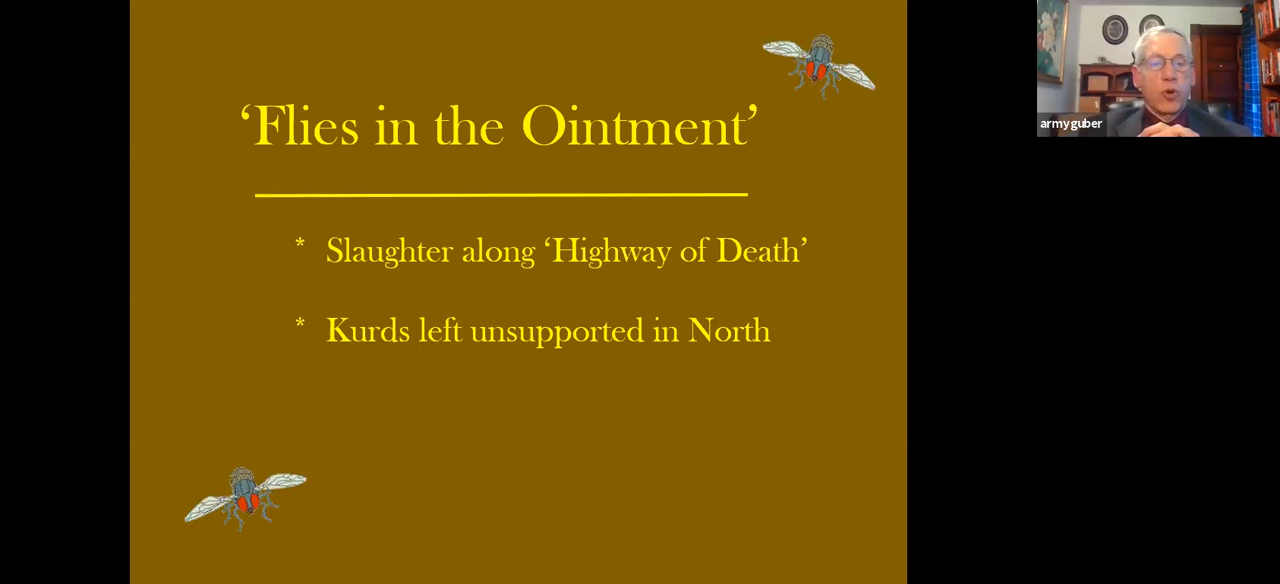 ‘Flies in the Ointment’
* Slaughter along ‘Highway of Death’
* Kurds left unsupported in North
armyguber